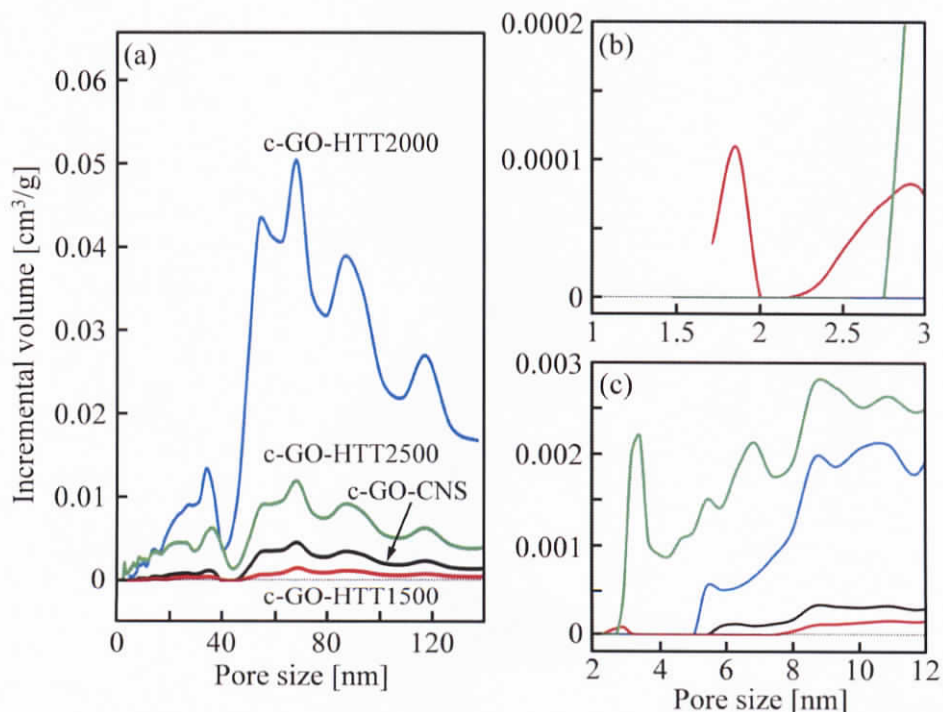 (a)
Incremental volume [cm³/g]
0.06
0.05
0.04
0.03
0.02
0.01
0
c-GO-HTT2000
c-GO-HTT2500
c-GO-CNS
c-GO-HTT1500
0 40 80 120
Pore size [nm]
(b)
0.0002
0.0001
0
1 1.5 2 2.5 3
(c)
0.003
0.002
0.001
0
2 4 6 8 10 12
Pore size [nm]